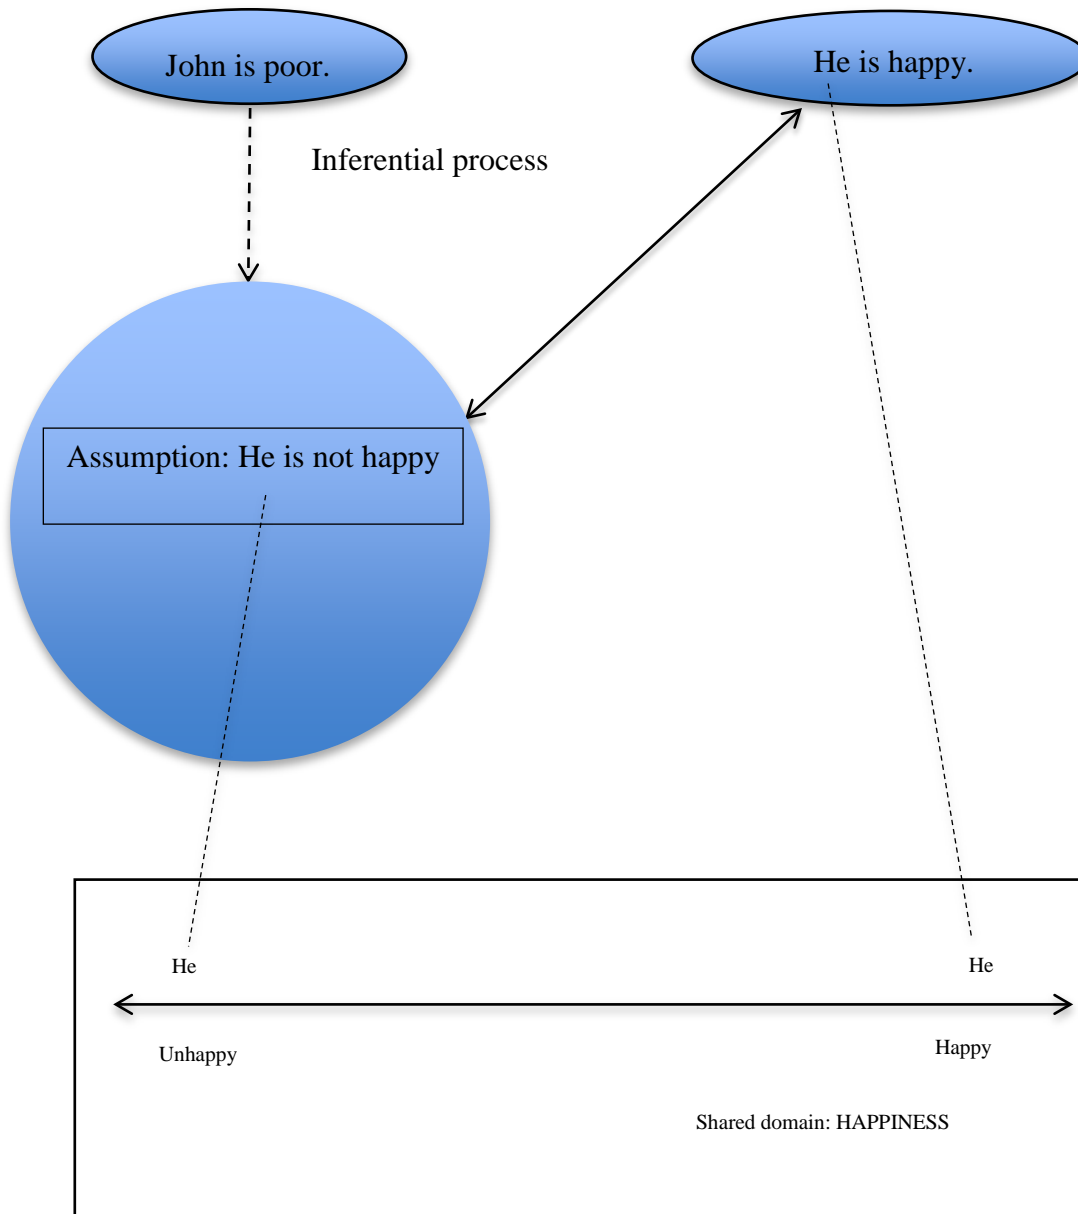 John is poor.
He is happy.
Inferential process
Assumption: He is not happy
He
He
Unhappy
Happy
Shared domain: HAPPINESS